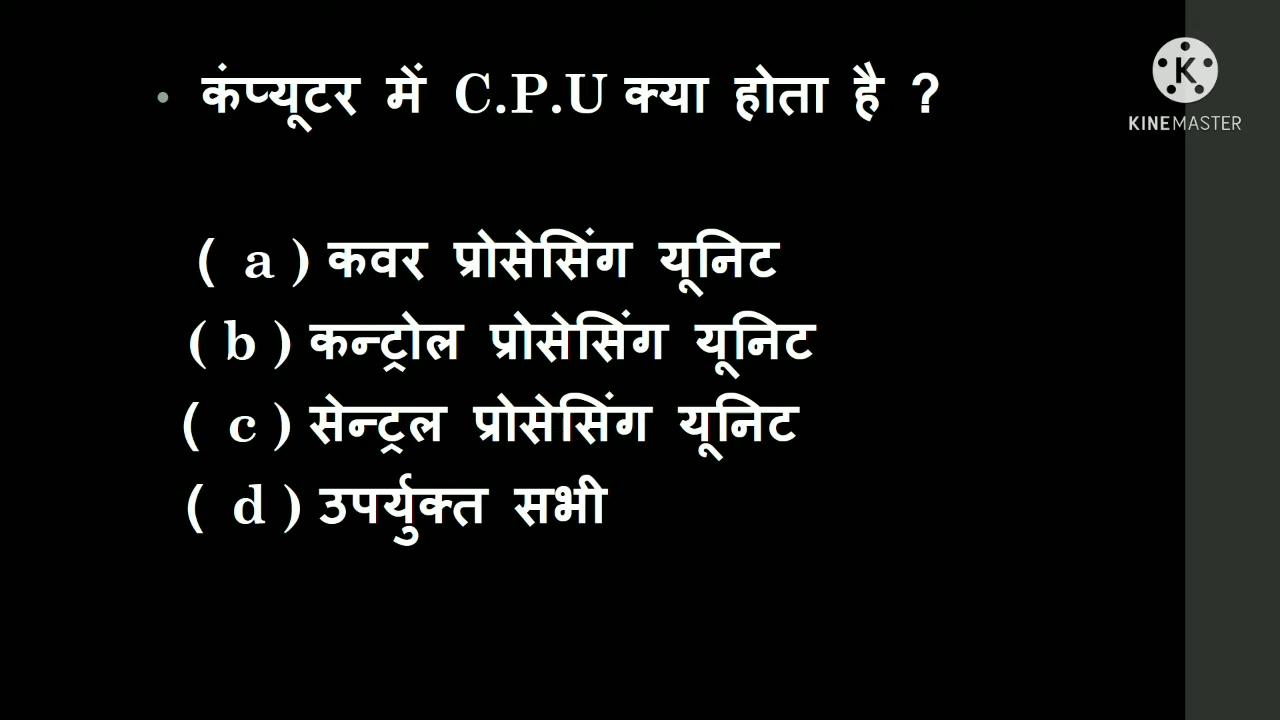 • कंप्यूटर में C.P.U क्या होता है ?
K
KINEMASTER
( a ) कवर प्रोसेसिंग यूनिट
( b ) कन्ट्रोल प्रोसेसिंग यूनिट
( c ) सेन्ट्रल प्रोसेसिंग यूनिट
( d ) उपर्युक्त सभी